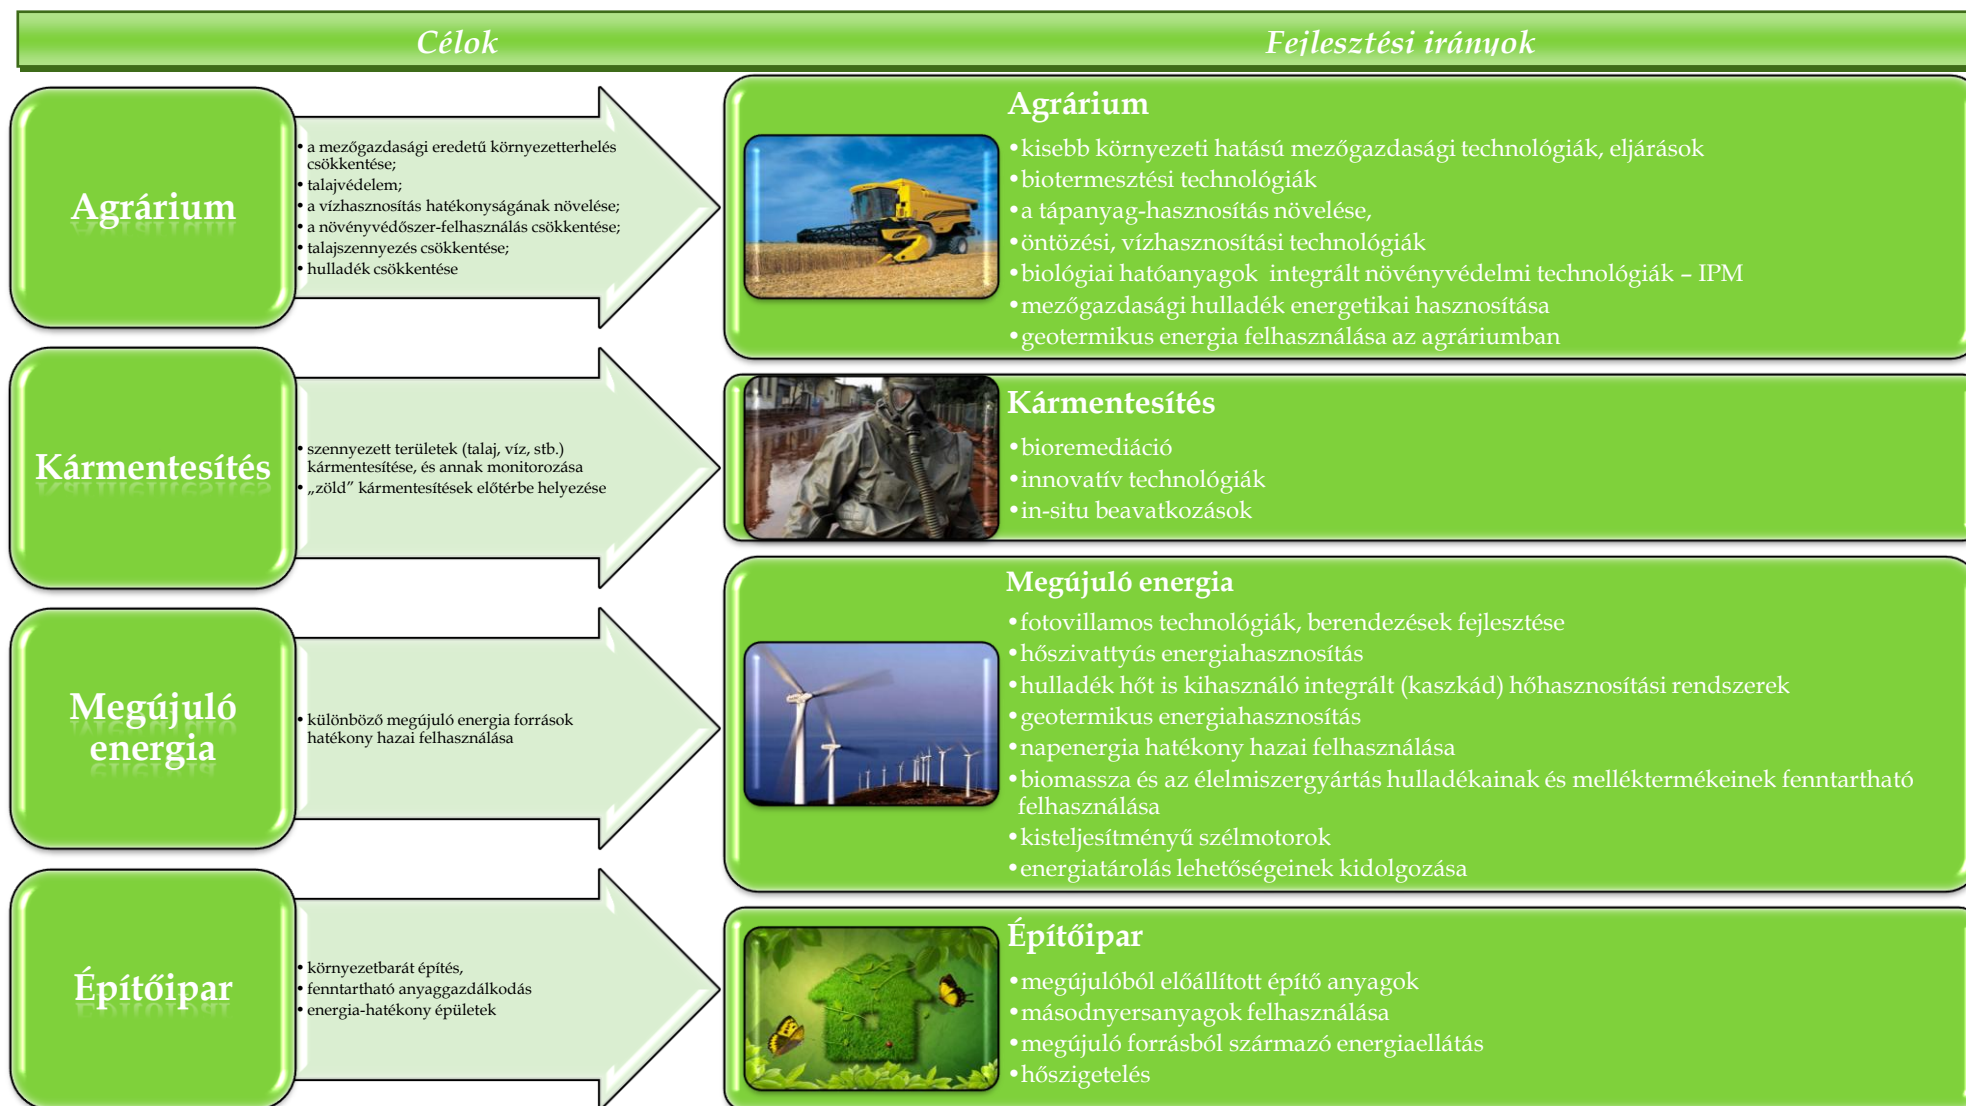 Célok
Fejlesztési irányok
Agrárium
• a mezőgazdasági eredetű környezetterhelés
csökkentése;
• talajvédelem;
• a vízhasznosítás hatékonyságának növelése;
• a növényvédőszer-felhasználás csökkentése;
• talajszennyezés csökkentése;
• hulladék csökkentése
Agrárium
•kisebb környezeti hatású mezőgazdasági technológiák, eljárások
•biotermesztési technológiák
•a tápanyag-hasznosítás növelése,
•öntözési, vízhasznosítási technológiák
•biológiai hatóanyagok  integrált növényvédelmi technológiák – IPM
•mezőgazdasági hulladék energetikai hasznosítása
•geotermikus energia felhasználása az agráriumban
Kármentesítés
• szennyezett területek (talaj, víz, stb.)
kármentesítése, és annak monitorozása
• „zöld” kármentesítések előtérbe helyezése
Kármentesítés
•bioremediáció
•innovatív technológiák
•in-situ beavatkozások
Megújuló
energia
• különböző megújuló energia források
hatékony hazai felhasználása
Megújuló energia
•fotovillamos technológiák, berendezések fejlesztése
•hőszivattyús energiahasznosítás
•hulladék hőt is kihasználó integrált (kaszkád) hőhasznosítási rendszerek
•geotermikus energiahasznosítás
•napenergia hatékony hazai felhasználása
•biomassza és az élelmiszergyártás hulladékainak és melléktermékeinek fenntartható
felhasználása
•kisteljesítményű szélmotorok
•energiatárolás lehetőségeinek kidolgozása
Építőipar
• környezetbarát építés,
• fenntartható anyaggazdálkodás
• energia-hatékony épületek
Építőipar
•megújulóból előállított építő anyagok
•másodnyersanyagok felhasználása
•megújuló forrásból származó energiaellátás
•hőszigetelés